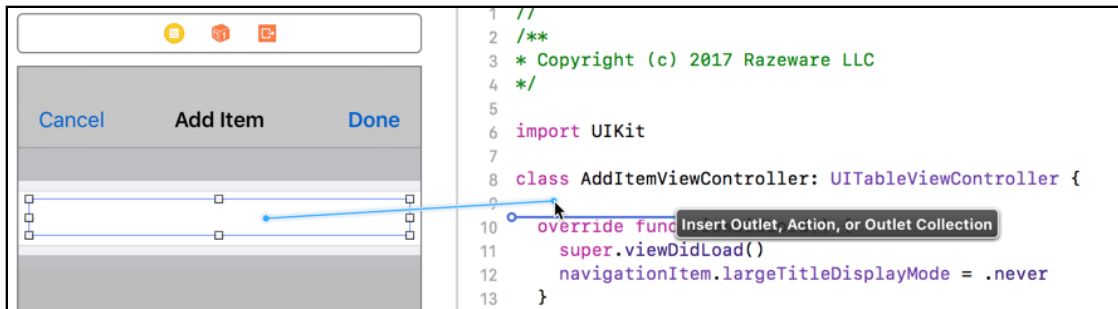 Cancel Add Item Done
1 //
2 /**
3 * Copyright (c) 2017 Razeware LLC
4 */
5
6 import UIKit
7
8 class AddItemViewController: UITableViewController {
9
10 override func
Insert Outlet, Action, or Outlet Collection
11 super.viewDidLoad()
12 navigationItem.largeTitleDisplayMode = .never
13 }